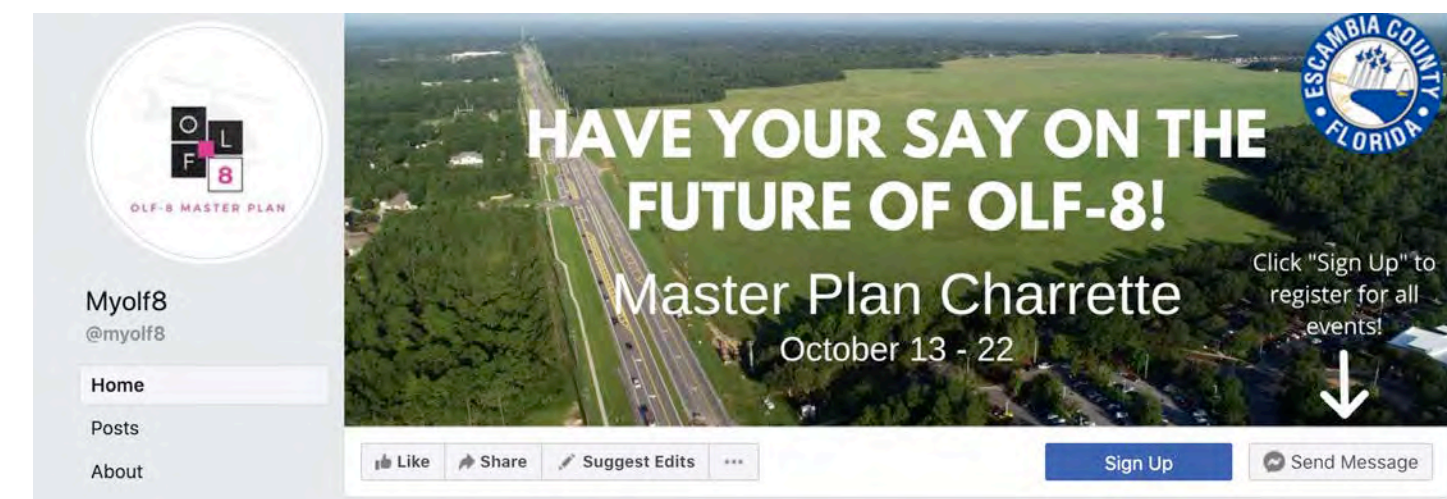 O
L
F
8
OLF-8 MASTER PLAN
Myolf8
@myolf8
Home
Posts
About
HAVE YOUR SAY ON THE
FUTURE OF OLF-8!
Master Plan Charrette
October 13 - 22
ESCAMBIA COUNTY
FLORIDA
Click "Sign Up" to
register for all
events!
Like
Share
Suggest Edits
...
Sign Up
Send Message